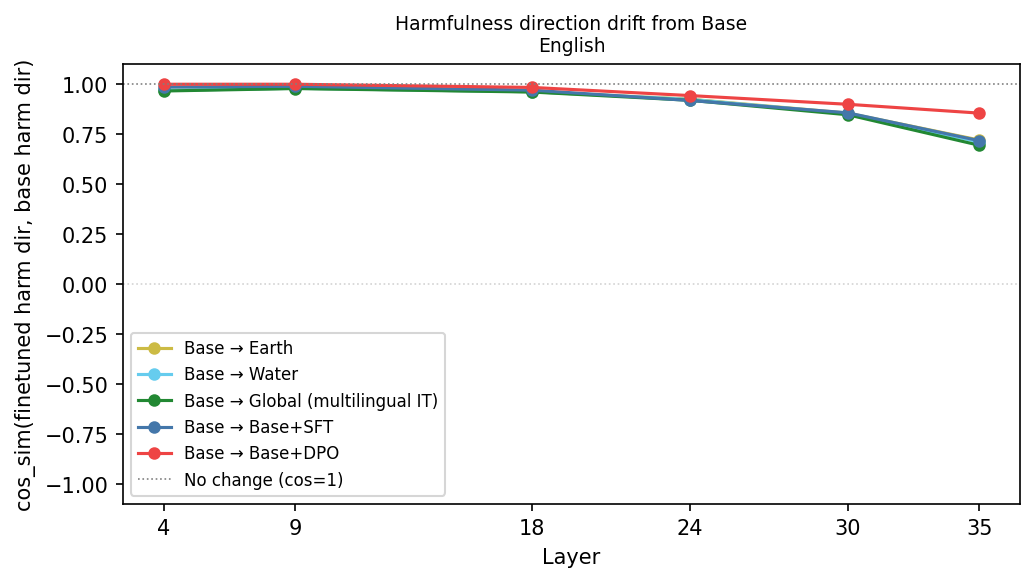 Harmfulness direction drift from Base
English
cos_sim(finetuned harm dir, base harm dir)
1.00
0.75
0.50
0.25
0.00
−0.25
−0.50
−0.75
−1.00
Base → Earth
Base → Water
Base → Global (multilingual IT)
Base → Base+SFT
Base → Base+DPO
No change (cos=1)
4 9 18 24 30 35
Layer